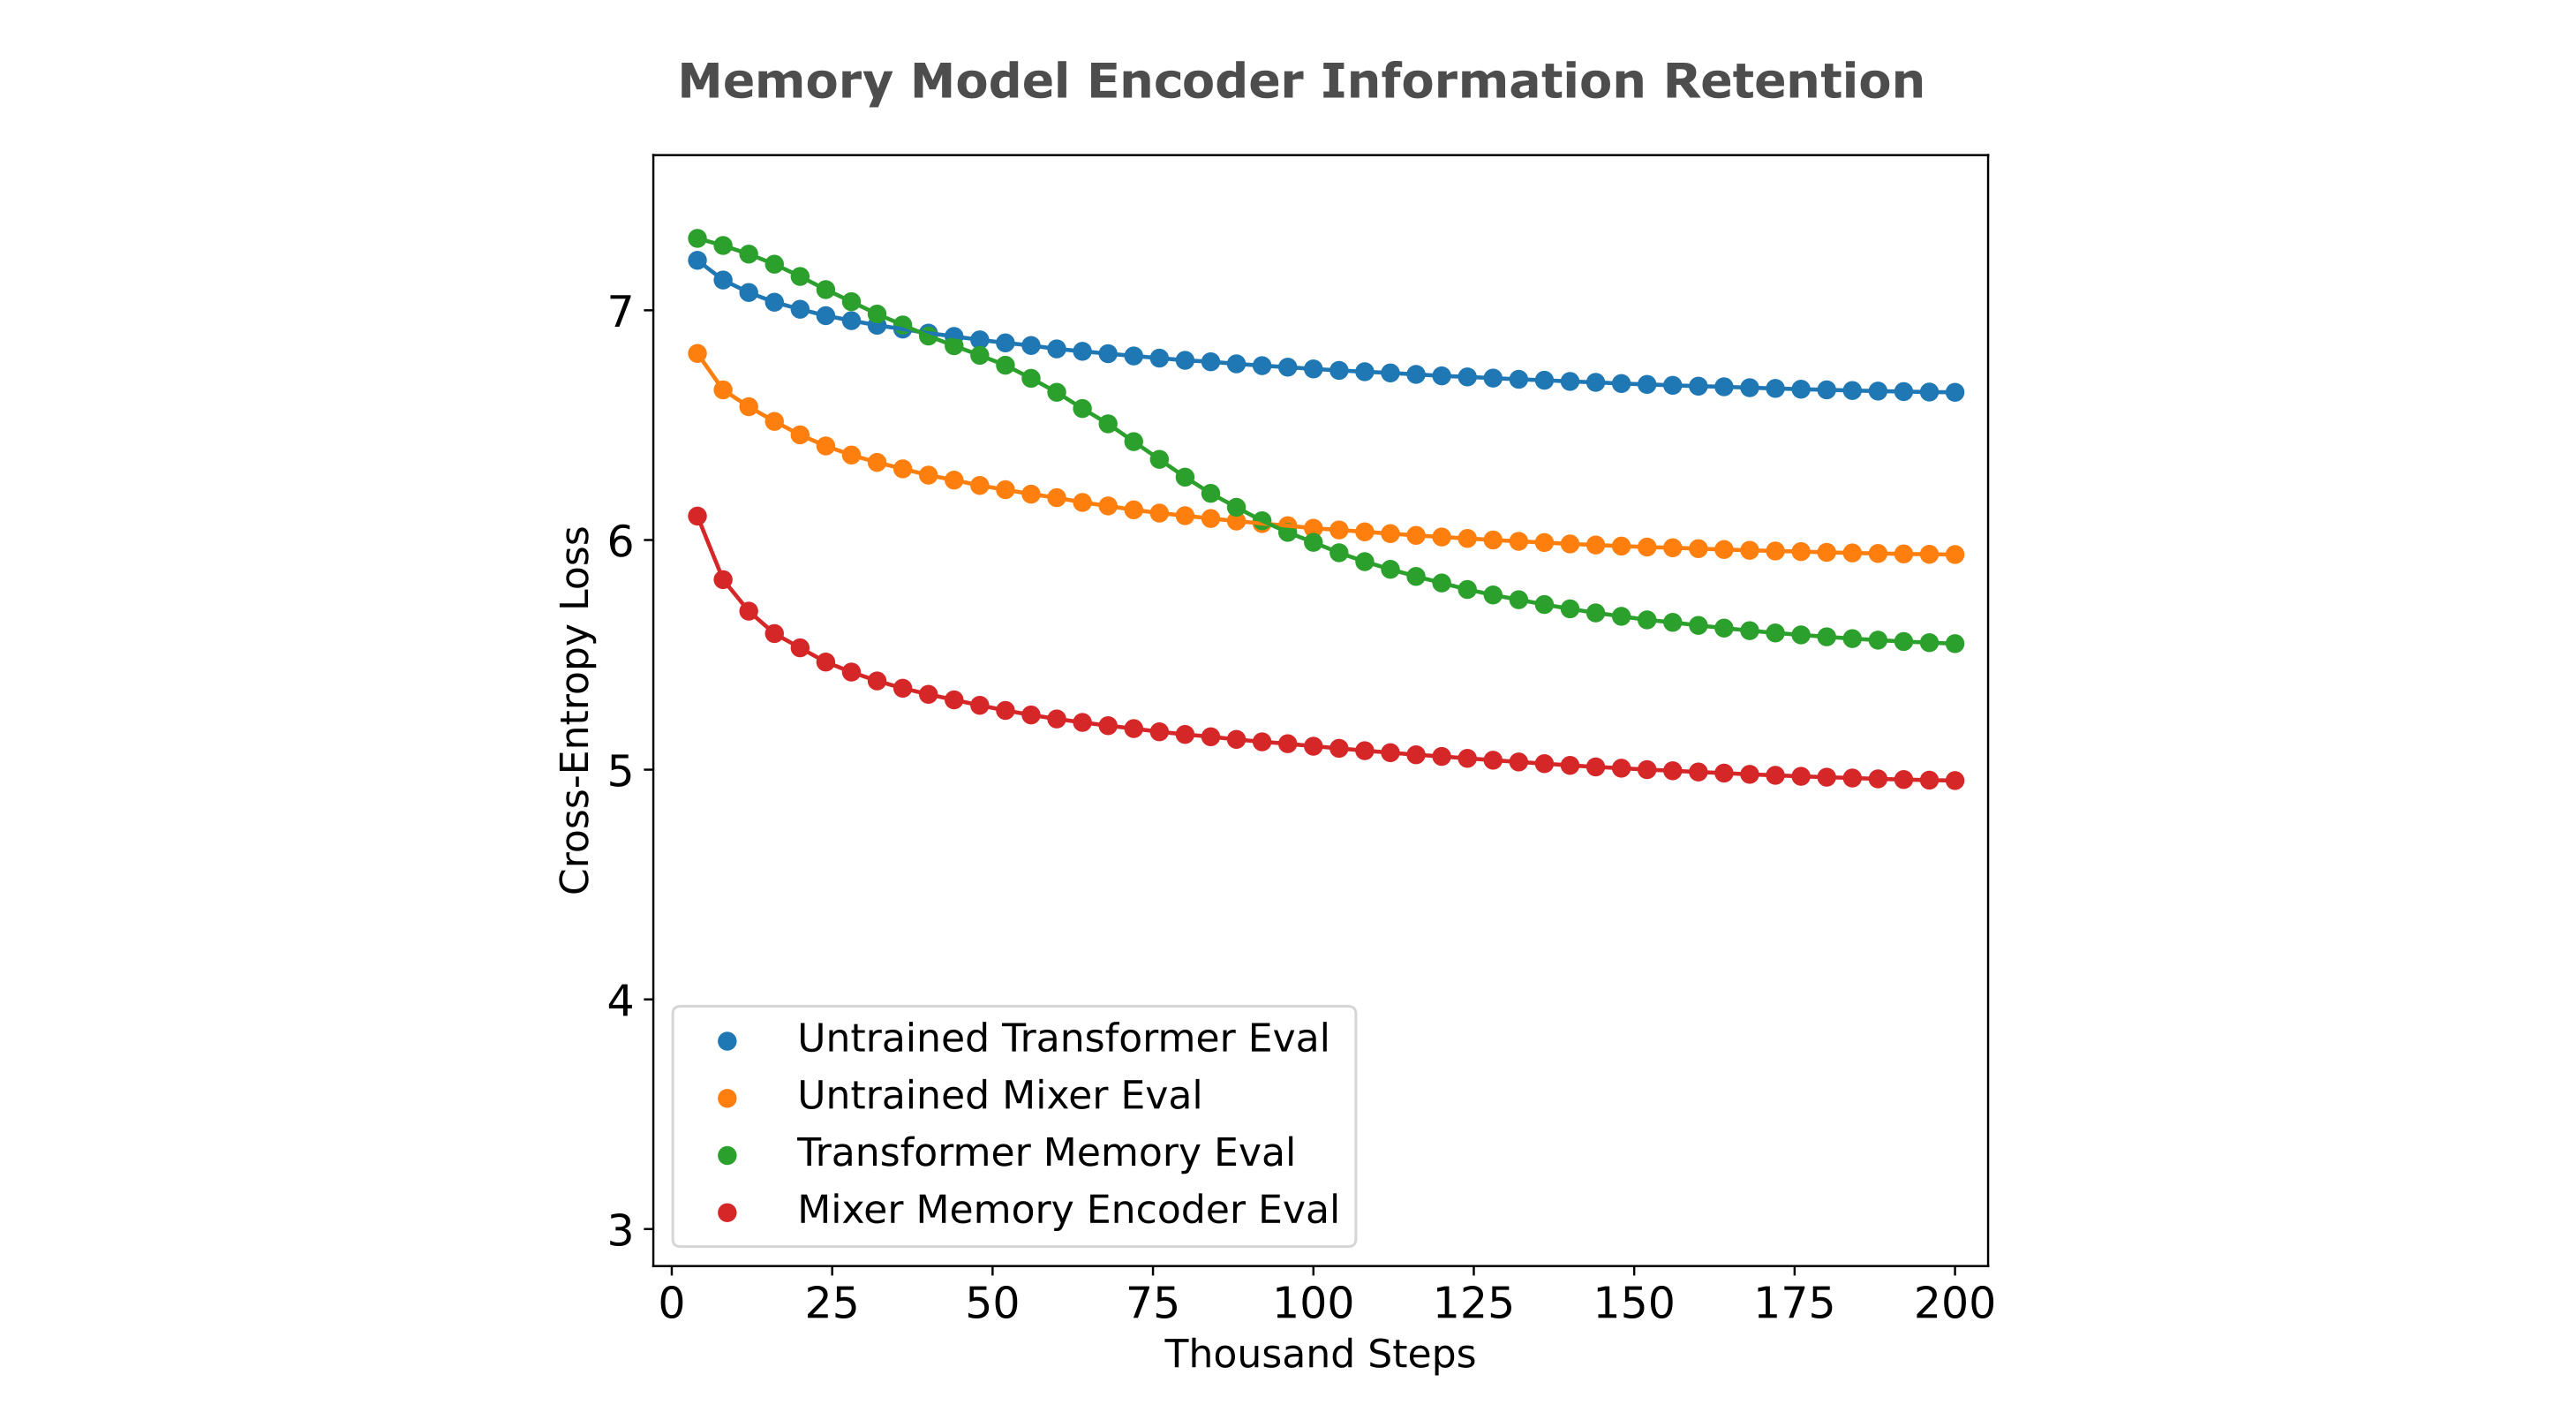 Memory Model Encoder Information Retention
Cross-Entropy Loss
7
6
5
4
3
Untrained Transformer Eval
Untrained Mixer Eval
Transformer Memory Eval
Mixer Memory Encoder Eval
0 25 50 75 100 125 150 175 200
Thousand Steps